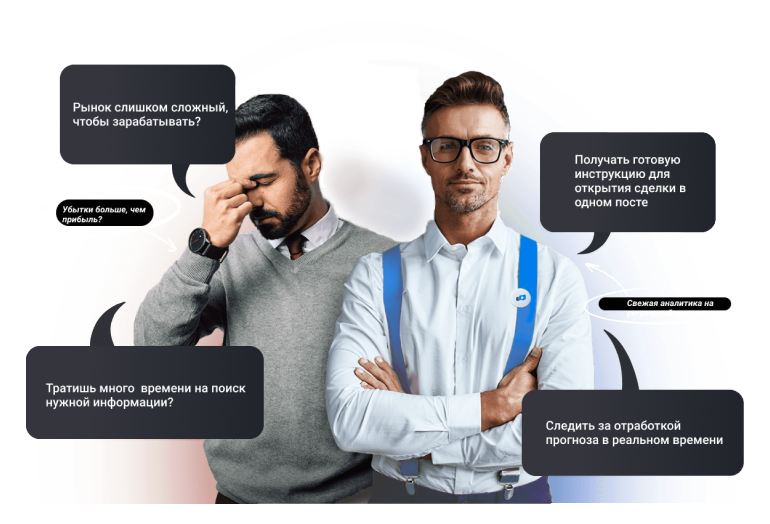 Рынок слишком сложный,
чтобы зарабатывать?
Убытки больше, чем
прибыль?
Тратишь много времени на поиск
нужной информации?
Получать готовую
инструкцию для
открытия сделки в
одном посте
Свежая аналитика на
Следить за отработкой
прогноза в реальном времени